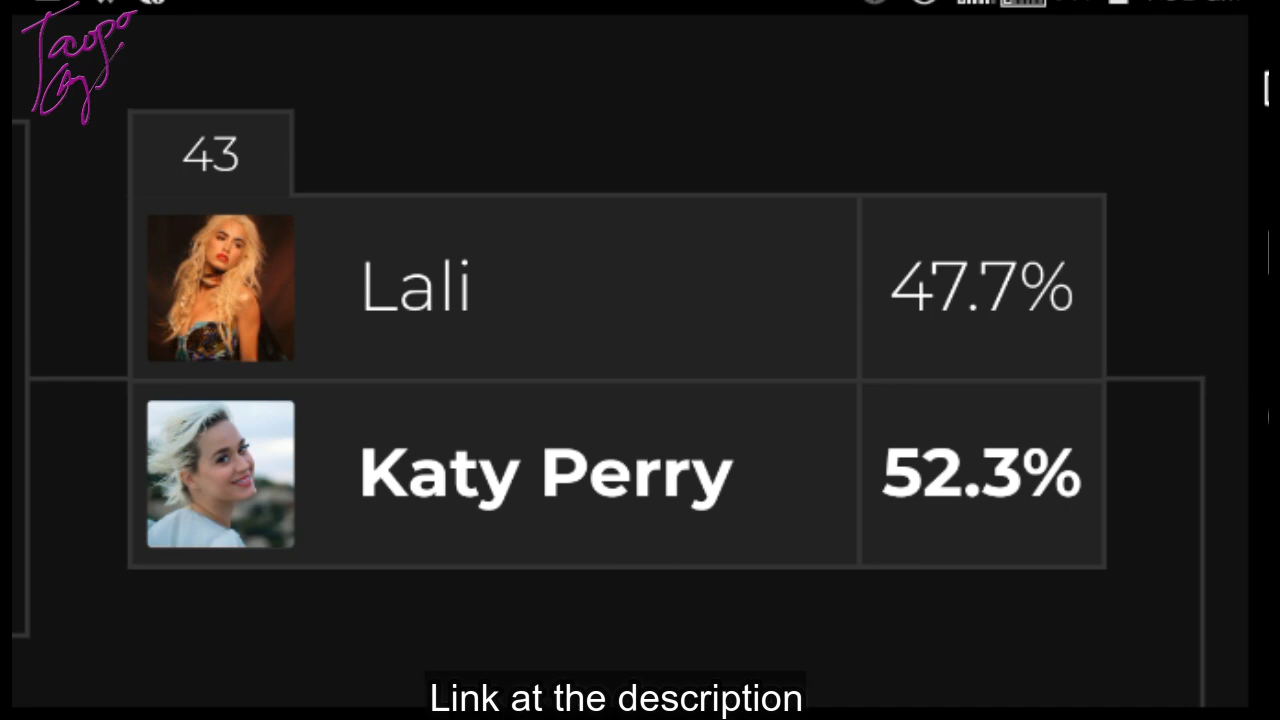 43
Lali 47.7%
Katy Perry 52.3%
Link at the description